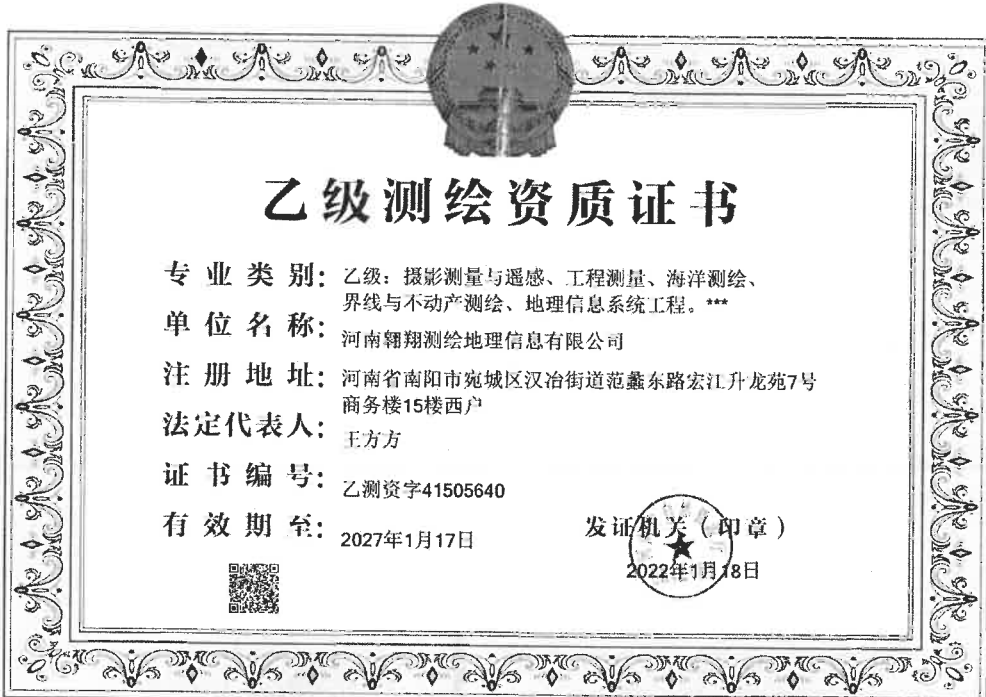 乙级测绘资质证书
专业类别：乙级：摄影测量与遥感、工程测量、海洋测绘、
界线与不动产测绘、地理信息系统工程。***
单位名称：河南翱翔测绘地理信息有限公司
注册地址：河南省南阳市宛城区汉冶街道范蠡东路宏江升龙苑7号
商务楼15楼西户
法定代表人：王方方
证书编号：乙测资字41505640
有效期至：2027年1月17日
发证机关（印章）
2022年1月18日